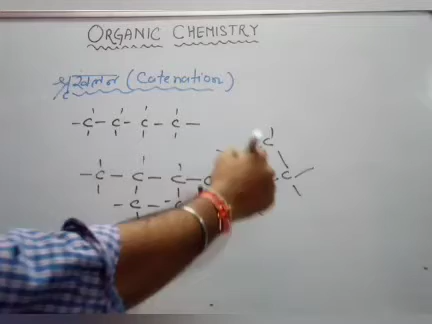 ORGANIC CHEMISTRY
श्रृंखलन (Catenation)
-C-C-C-C-
-C-C-C-C
-C-C
C
C